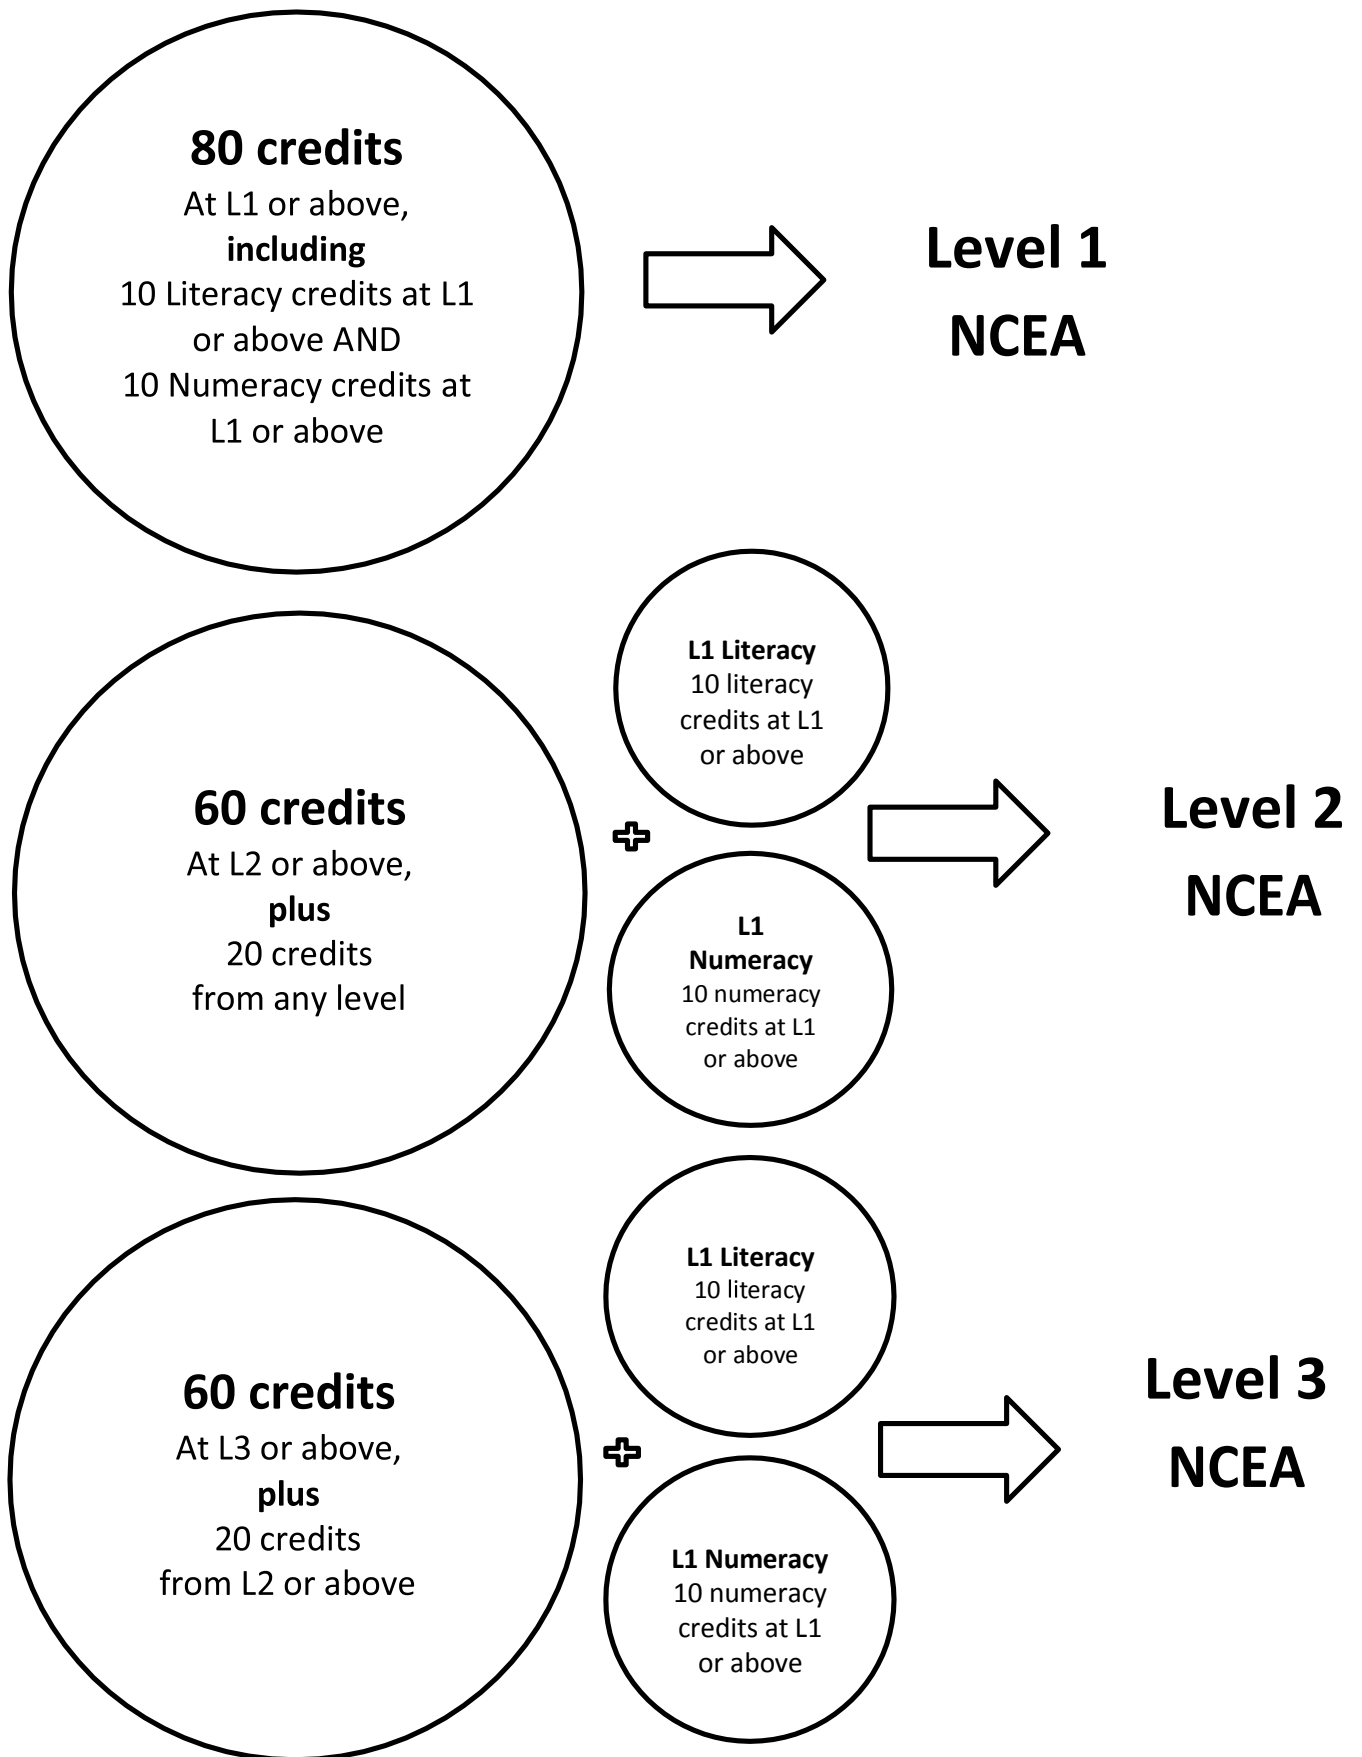 80 credits
At L1 or above,
including
10 Literacy credits at L1
or above AND
10 Numeracy credits at
L1 or above
Level 1
NCEA
60 credits
At L2 or above,
plus
20 credits
from any level
L1 Literacy
10 literacy
credits at L1
or above
L1
Numeracy
10 numeracy
credits at L1
or above
Level 2
NCEA
60 credits
At L3 or above,
plus
20 credits
from L2 or above
L1 Literacy
10 literacy
credits at L1
or above
L1 Numeracy
10 numeracy
credits at L1
or above
Level 3
NCEA